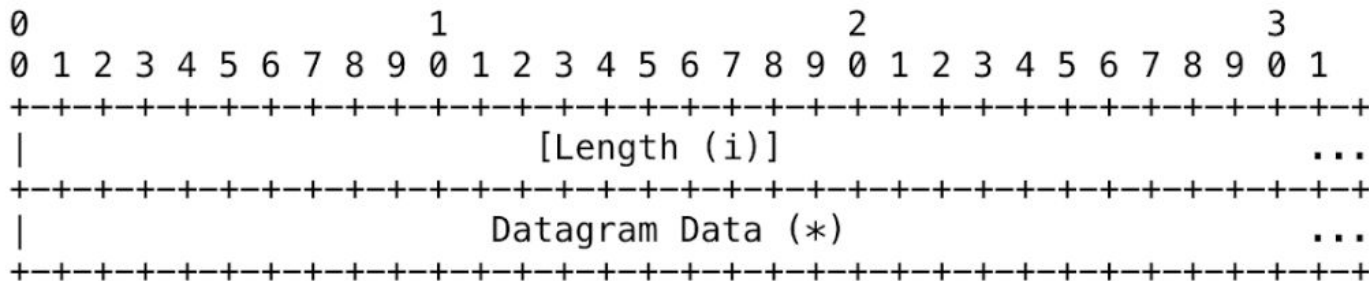 0                   1                   2                   3
0 1 2 3 4 5 6 7 8 9 0 1 2 3 4 5 6 7 8 9 0 1 2 3 4 5 6 7 8 9 0 1
+-+-+-+-+-+-+-+-+-+-+-+-+-+-+-+-+-+-+-+-+-+-+-+-+-+-+-+-+-+-+-+-+
|                        [Length (i)]                         ...
+-+-+-+-+-+-+-+-+-+-+-+-+-+-+-+-+-+-+-+-+-+-+-+-+-+-+-+-+-+-+-+-+
|                      Datagram Data (*)                      ...
+-+-+-+-+-+-+-+-+-+-+-+-+-+-+-+-+-+-+-+-+-+-+-+-+-+-+-+-+-+-+-+-+